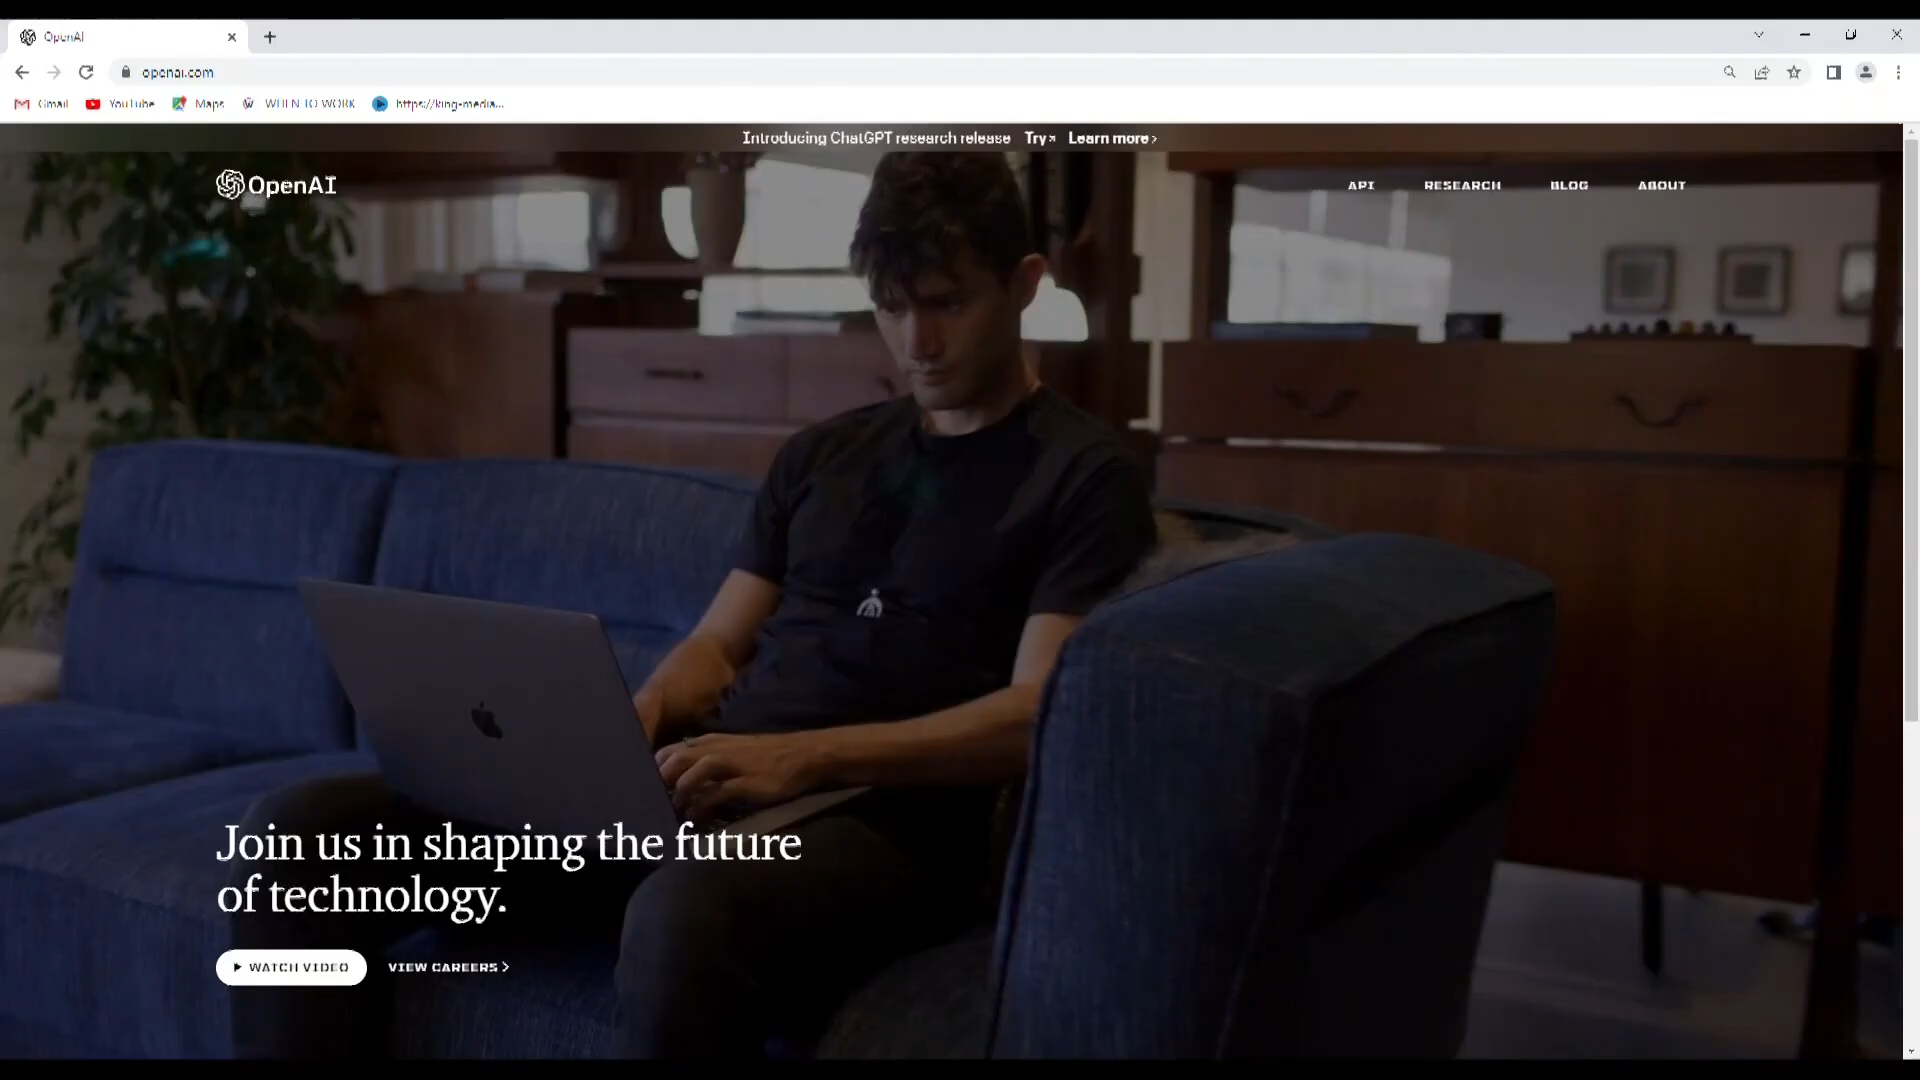 OpenAI
openai.com
Gmail YouTube Maps WHEN TO WORK https://king-media...
Introducing ChatGPT research release Try Learn more ›
OpenAI API RESEARCH BLOG ABOUT
Join us in shaping the future
of technology.
WATCH VIDEO VIEW CAREERS